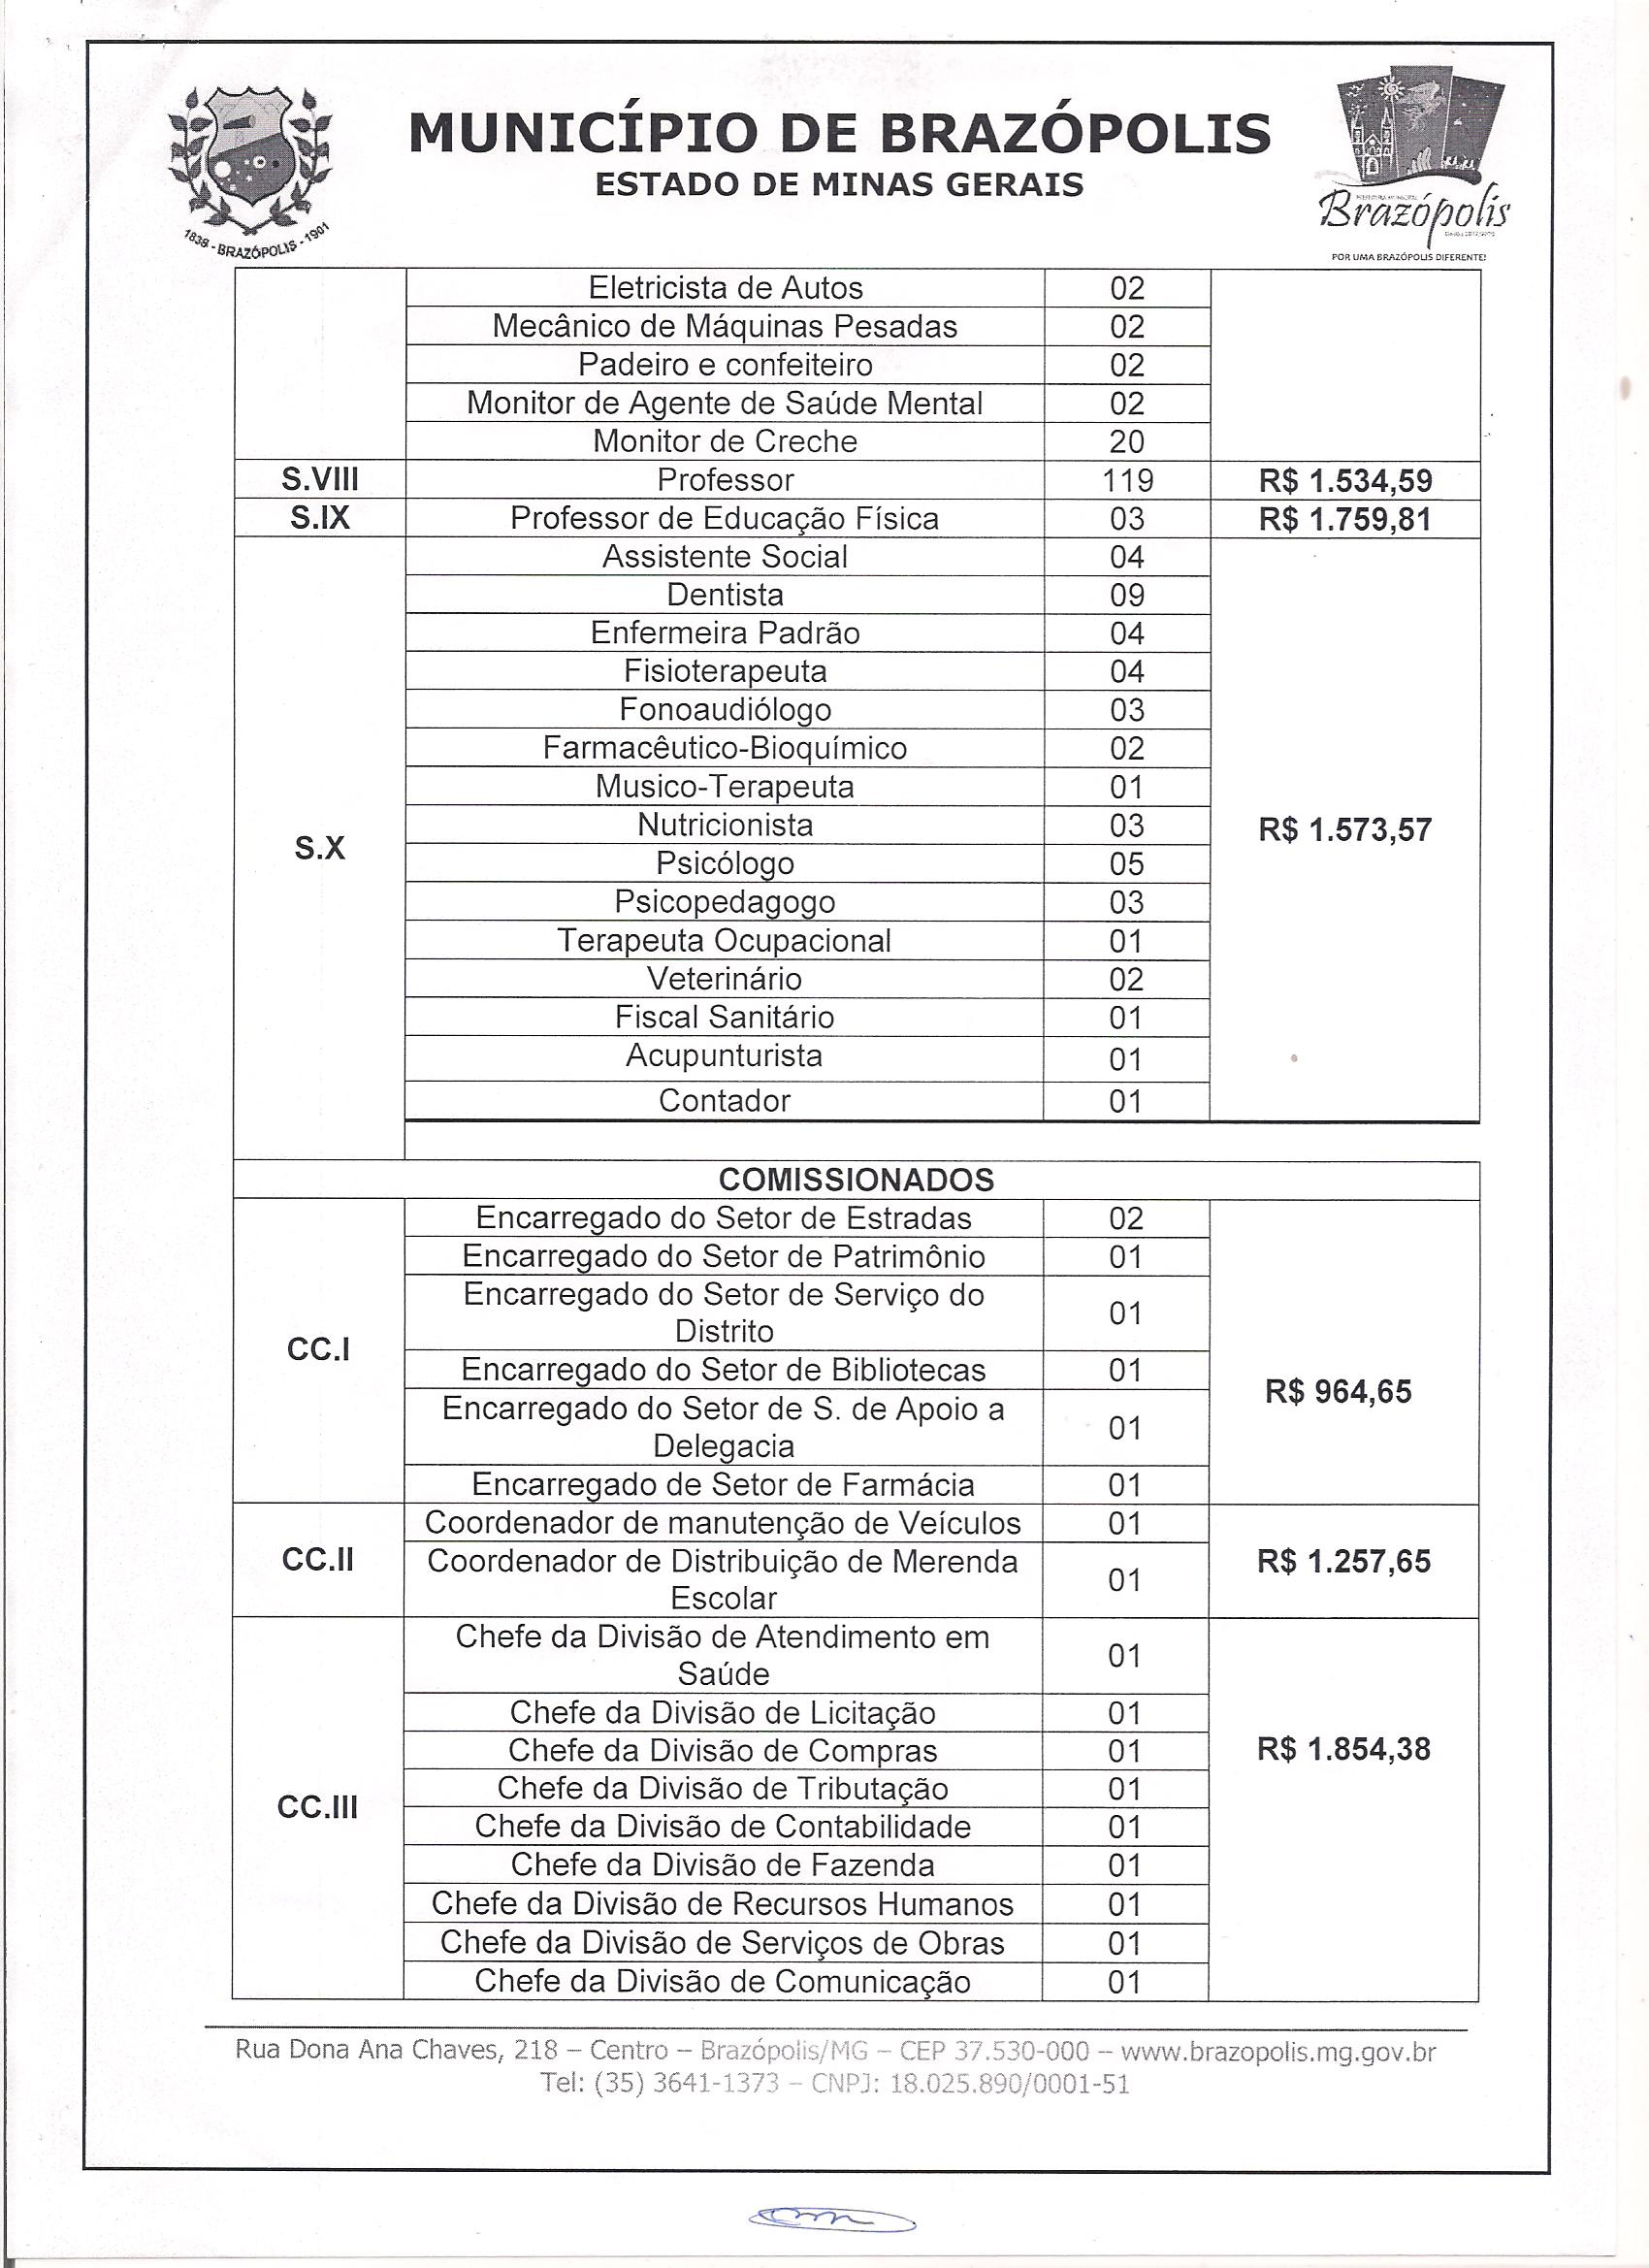 MUNICÍPIO DE BRAZÓPOLIS
ESTADO DE MINAS GERAIS
1838 - BRAZÓPOLIS - 1901
Brazópolis
POR UMA BRAZÓPOLIS DIFERENTE!
Eletricista de Autos 02
Mecânico de Máquinas Pesadas 02
Padeiro e confeiteiro 02
Monitor de Agente de Saúde Mental 02
Monitor de Creche 20
S.VIII Professor 119 R$ 1.534,59
S.IX Professor de Educação Física 03 R$ 1.759,81
Assistente Social 04
Dentista 09
Enfermeira Padrão 04
Fisioterapeuta 04
Fonoaudiólogo 03
Farmacêutico-Bioquímico 02
Musico-Terapeuta 01
Nutricionista 03 R$ 1.573,57
S.X
Psicólogo 05
Psicopedagogo 03
Terapeuta Ocupacional 01
Veterinário 02
Fiscal Sanitário 01
Acupunturista 01
Contador 01
COMISSIONADOS
Encarregado do Setor de Estradas 02
Encarregado do Setor de Patrimônio 01
Encarregado do Setor de Serviço do
Distrito 01
CC.I
Encarregado do Setor de Bibliotecas 01
R$ 964,65
Encarregado do Setor de S. de Apoio a
Delegacia 01
Encarregado de Setor de Farmácia 01
Coordenador de manutenção de Veículos 01
CC.II R$ 1.257,65
Coordenador de Distribuição de Merenda
Escolar 01
Chefe da Divisão de Atendimento em
Saúde 01
Chefe da Divisão de Licitação 01
Chefe da Divisão de Compras 01 R$ 1.854,38
Chefe da Divisão de Tributação 01
CC.III
Chefe da Divisão de Contabilidade 01
Chefe da Divisão de Fazenda 01
Chefe da Divisão de Recursos Humanos 01
Chefe da Divisão de Serviços de Obras 01
Chefe da Divisão de Comunicação 01
Rua Dona Ana Chaves, 218 – Centro – Brazópolis/MG – CEP 37.530-000 – www.brazopolis.mg.gov.br
Tel: (35) 3641-1373 – CNPJ: 18.025.890/0001-51